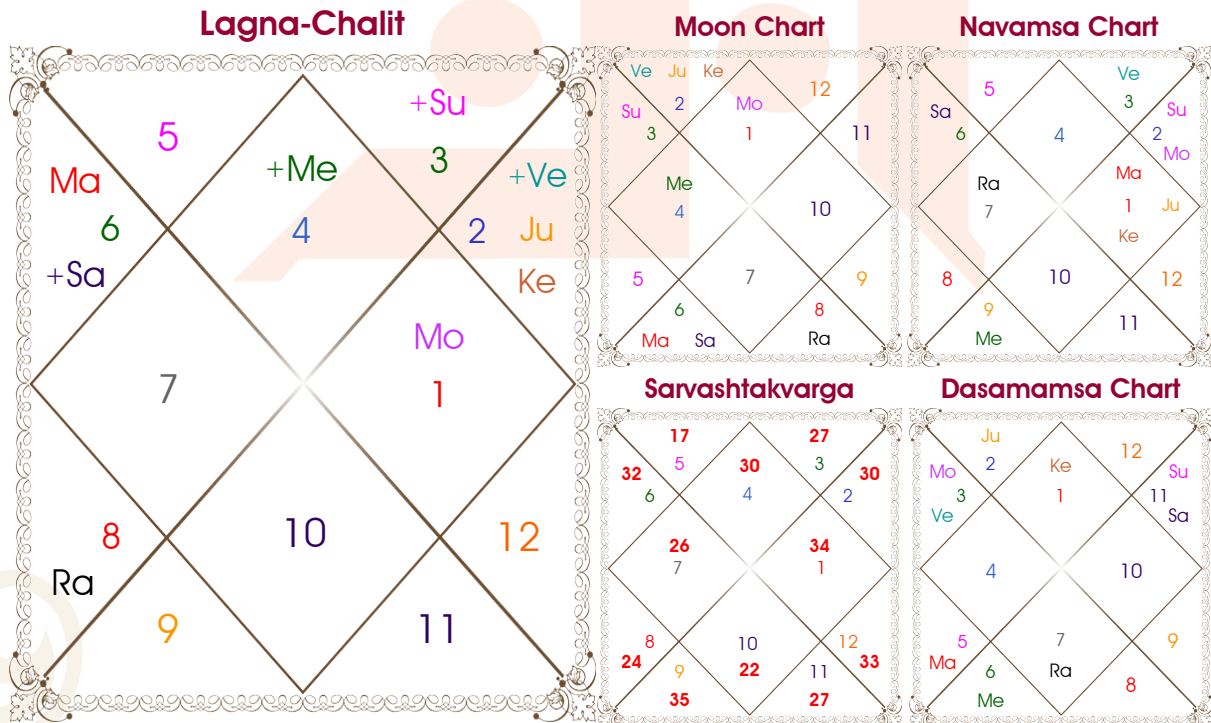 Lagna-Chalit
+Su
5
3
+Me
+Ve
Ma
6
4
2
Ju
+Sa
Ke
Mo
7
1
8
10
12
Ra
9
11
Moon Chart
Ve Ju Ke
12
Su
2
Mo
3
1
11
Me
4
10
5
7
9
6
8
Ma Sa
Ra
Navamsa Chart
Ve
5
3
Su
Sa
6
4
2
Mo
Ra
Ma
7
1
Ju
Ke
8
10
12
9
11
Me
Sarvashtakvarga
17
27
32
5
30
3
30
6
4
2
26
34
7
1
8
10
12
24
9
22
11
33
35
27
Dasamamsa Chart
Ju
12
Mo
2
Ke
Su
3
1
11
Ve
Sa
4
10
5
7
9
Ma
6
Ra
8
Me